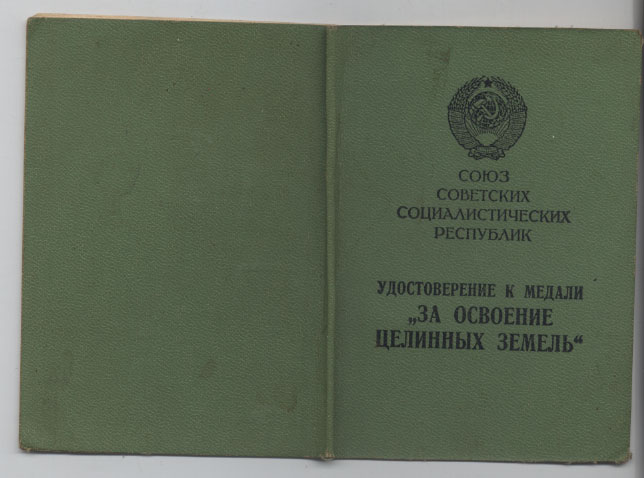 СОЮЗ
СОВЕТСКИХ
СОЦИАЛИСТИЧЕСКИХ
РЕСПУБЛИК
УДОСТОВЕРЕНИЕ К МЕДАЛИ
„ЗА ОСВОЕНИЕ
ЦЕЛИННЫХ ЗЕМЕЛЬ“